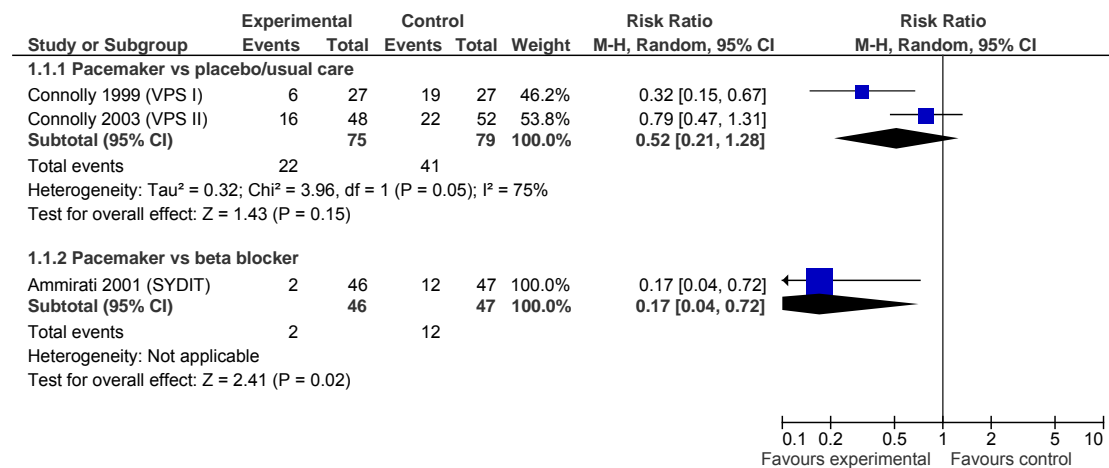 Experimental Control Risk Ratio Risk Ratio
Study or Subgroup Events Total Events Total Weight M-H, Random, 95% CI M-H, Random, 95% CI
1.1.1 Pacemaker vs placebo/usual care
Connolly 1999 (VPS I) 6 27 19 27 46.2% 0.32 [0.15, 0.67]
Connolly 2003 (VPS II) 16 48 22 52 53.8% 0.79 [0.47, 1.31]
Subtotal (95% CI) 75 79 100.0% 0.52 [0.21, 1.28]
Total events 22 41
Heterogeneity: Tau² = 0.32; Chi² = 3.96, df = 1 (P = 0.05); I² = 75%
Test for overall effect: Z = 1.43 (P = 0.15)
1.1.2 Pacemaker vs beta blocker
Ammirati 2001 (SYDIT) 2 46 12 47 100.0% 0.17 [0.04, 0.72]
Subtotal (95% CI) 46 47 100.0% 0.17 [0.04, 0.72]
Total events 2 12
Heterogeneity: Not applicable
Test for overall effect: Z = 2.41 (P = 0.02)
0.1 0.2 0.5 1 2 5 10
Favours experimental Favours control